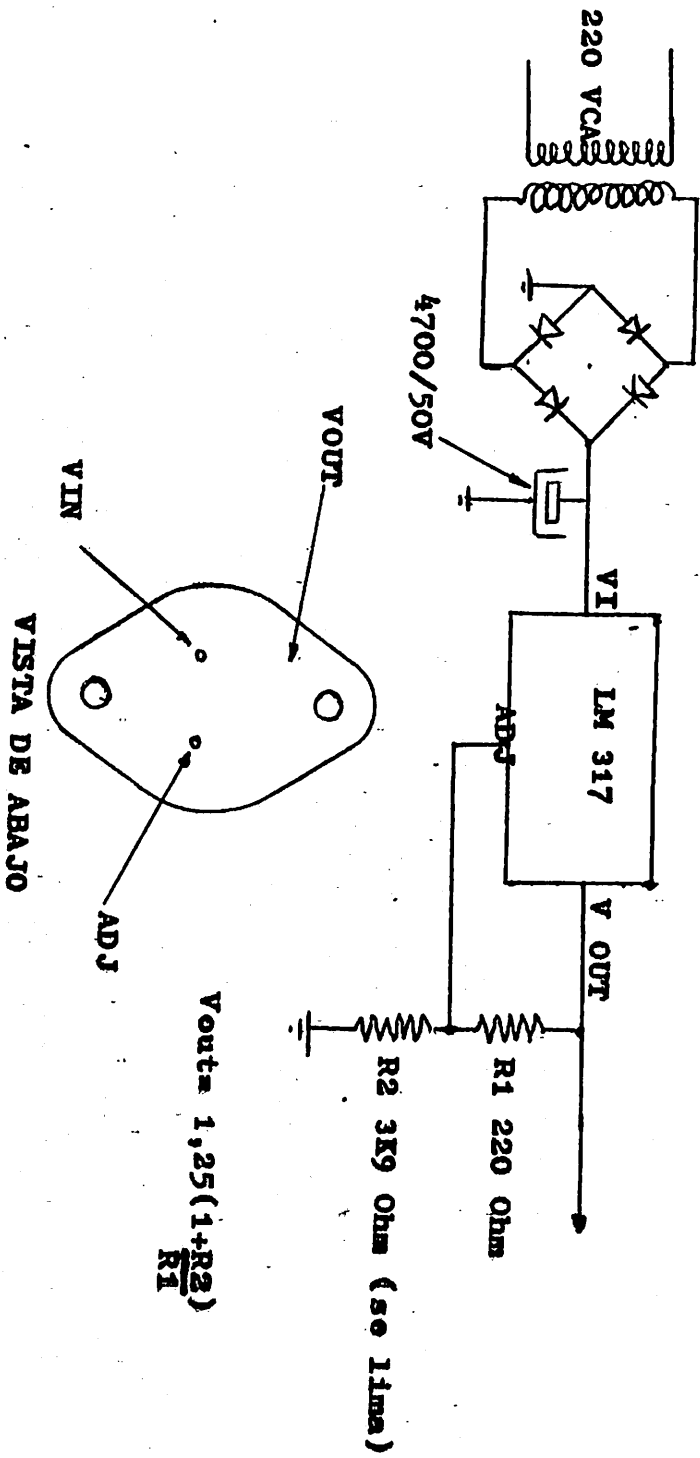 220 VCA
4700/50V
VI
LM 317
ADJ
V OUT
R1 220 Ohm
R2 3K9 Ohm (se lima)
VOUT
VIN
ADJ
VISTA DE ABAJO
Vout= 1,25(1+R2)
R1